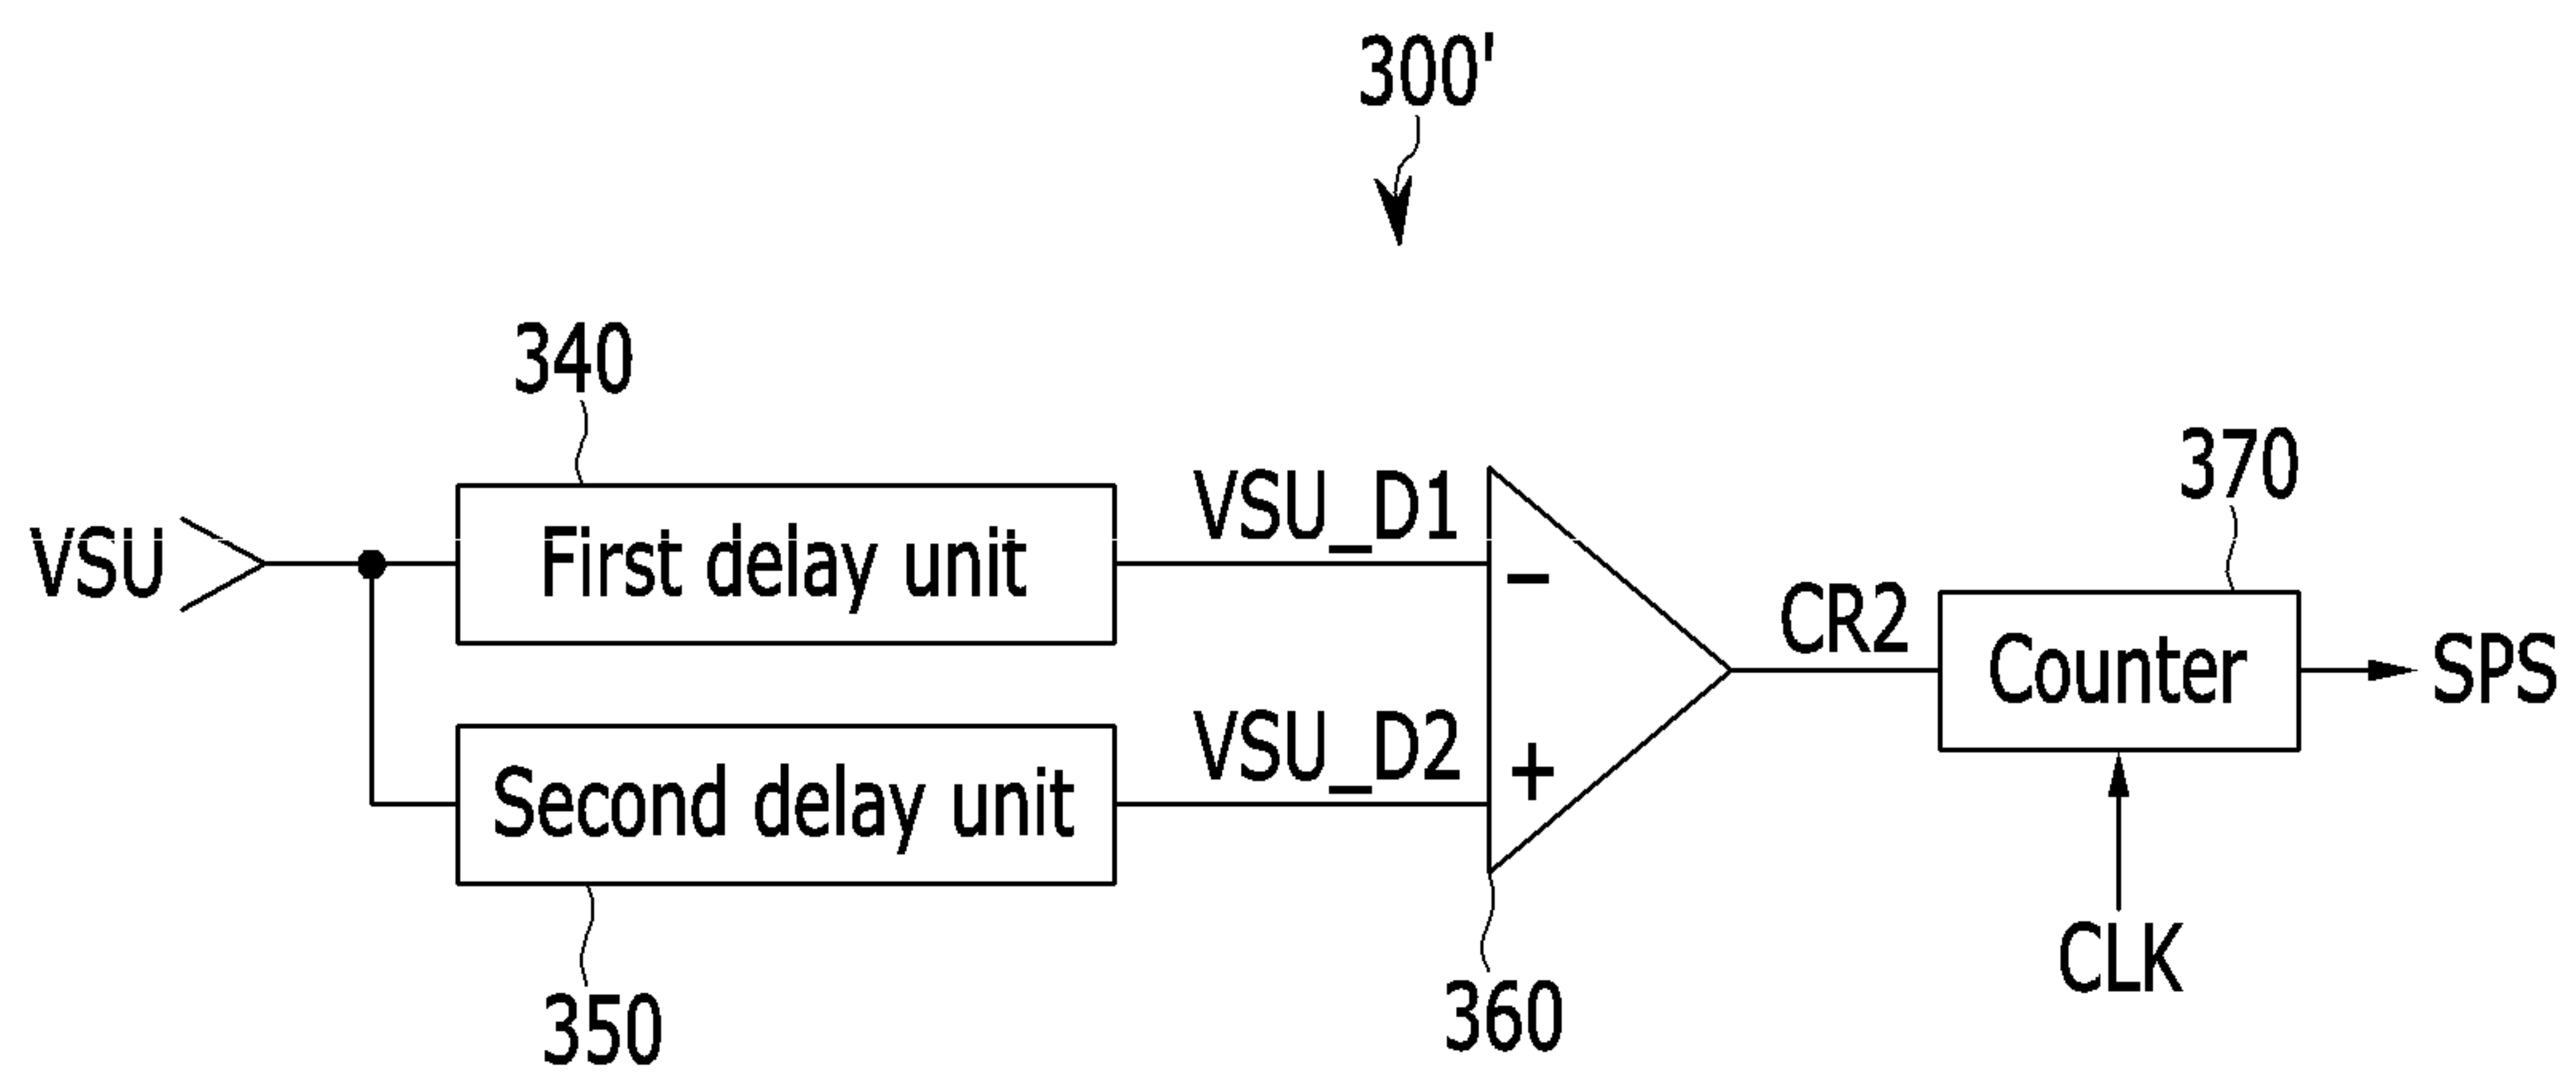 300'
340
370
VSU
First delay unit
VSU_D1
−
CR2
Counter
SPS
Second delay unit
VSU_D2
+
CLK
350
360